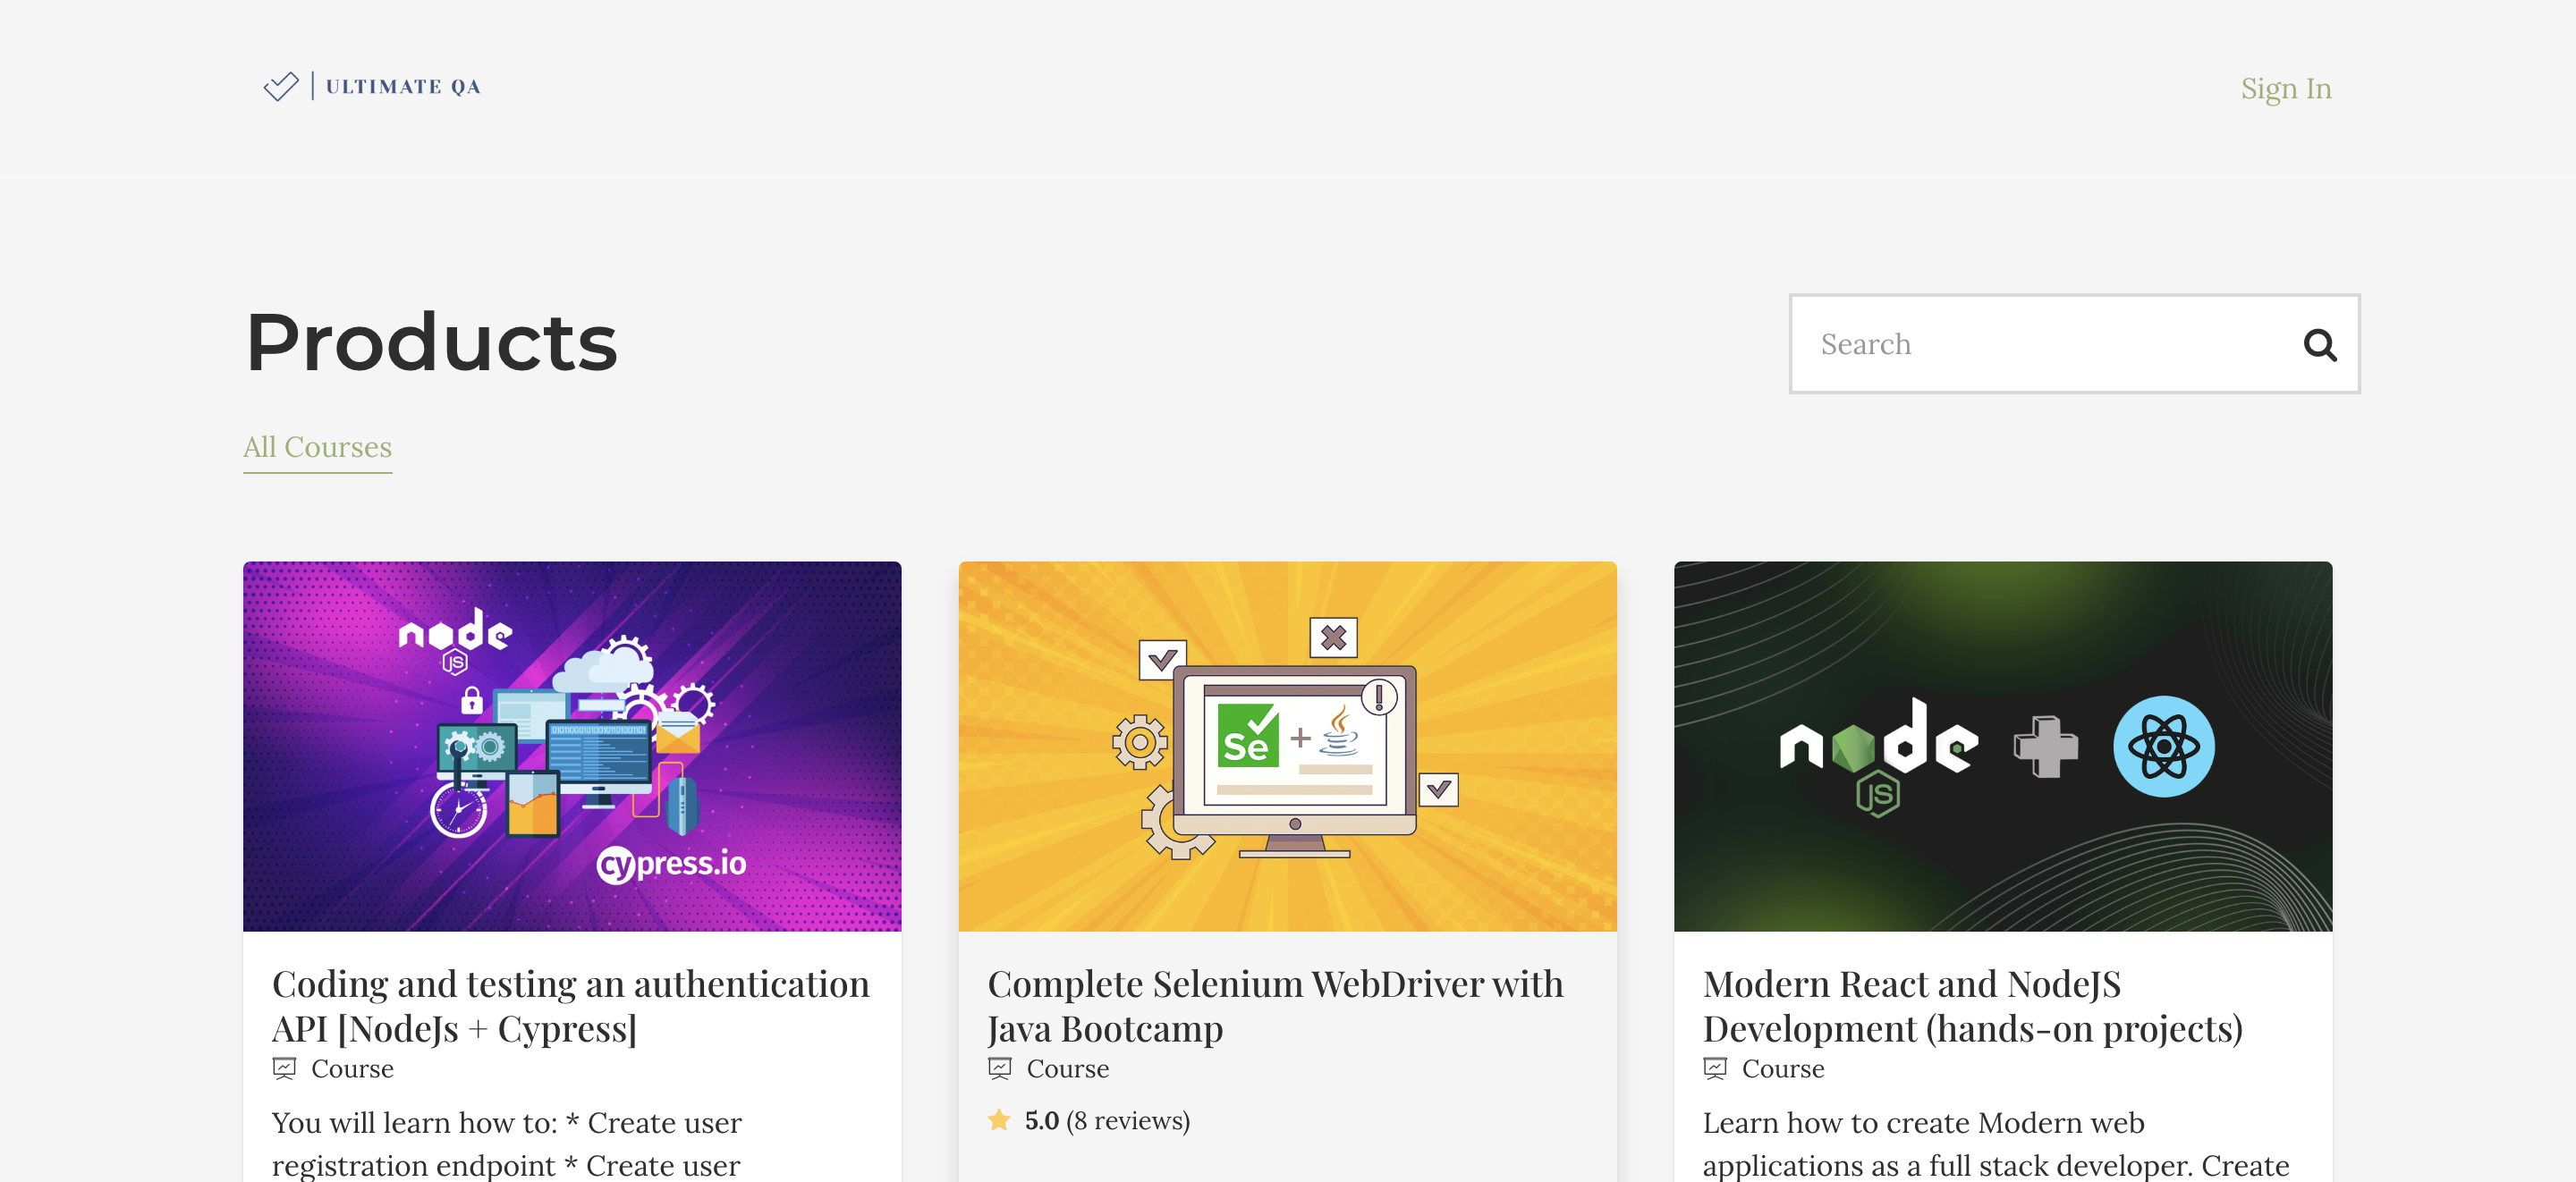 ULTIMATE QA
Sign In
Products
Search
All Courses
node
JS
0101100010100101101001101
cypress.io
Coding and testing an authentication
API [NodeJs + Cypress]
Course
You will learn how to: * Create user
registration endpoint * Create user
Se +
!
Complete Selenium WebDriver with
Java Bootcamp
Course
5.0 (8 reviews)
node
JS
Modern React and NodeJS
Development (hands-on projects)
Course
Learn how to create Modern web
applications as a full stack developer. Create